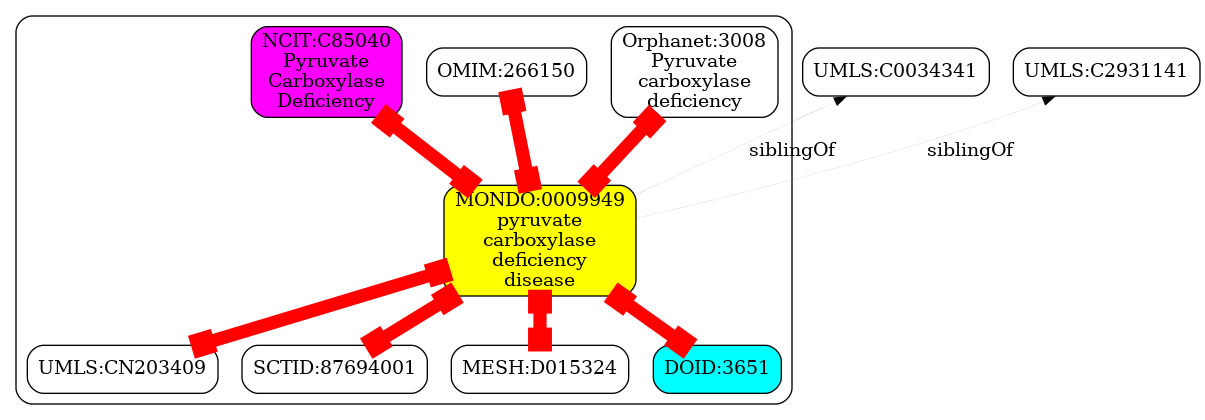 NCIT:C85040
Pyruvate
Carboxylase
Deficiency
OMIM:266150
Orphanet:3008
Pyruvate
carboxylase
deficiency
UMLS:C0034341
UMLS:C2931141
siblingOf
siblingOf
MONDO:0009949
pyruvate
carboxylase
deficiency
disease
UMLS:CN203409
SCTID:87694001
MESH:D015324
DOID:3651